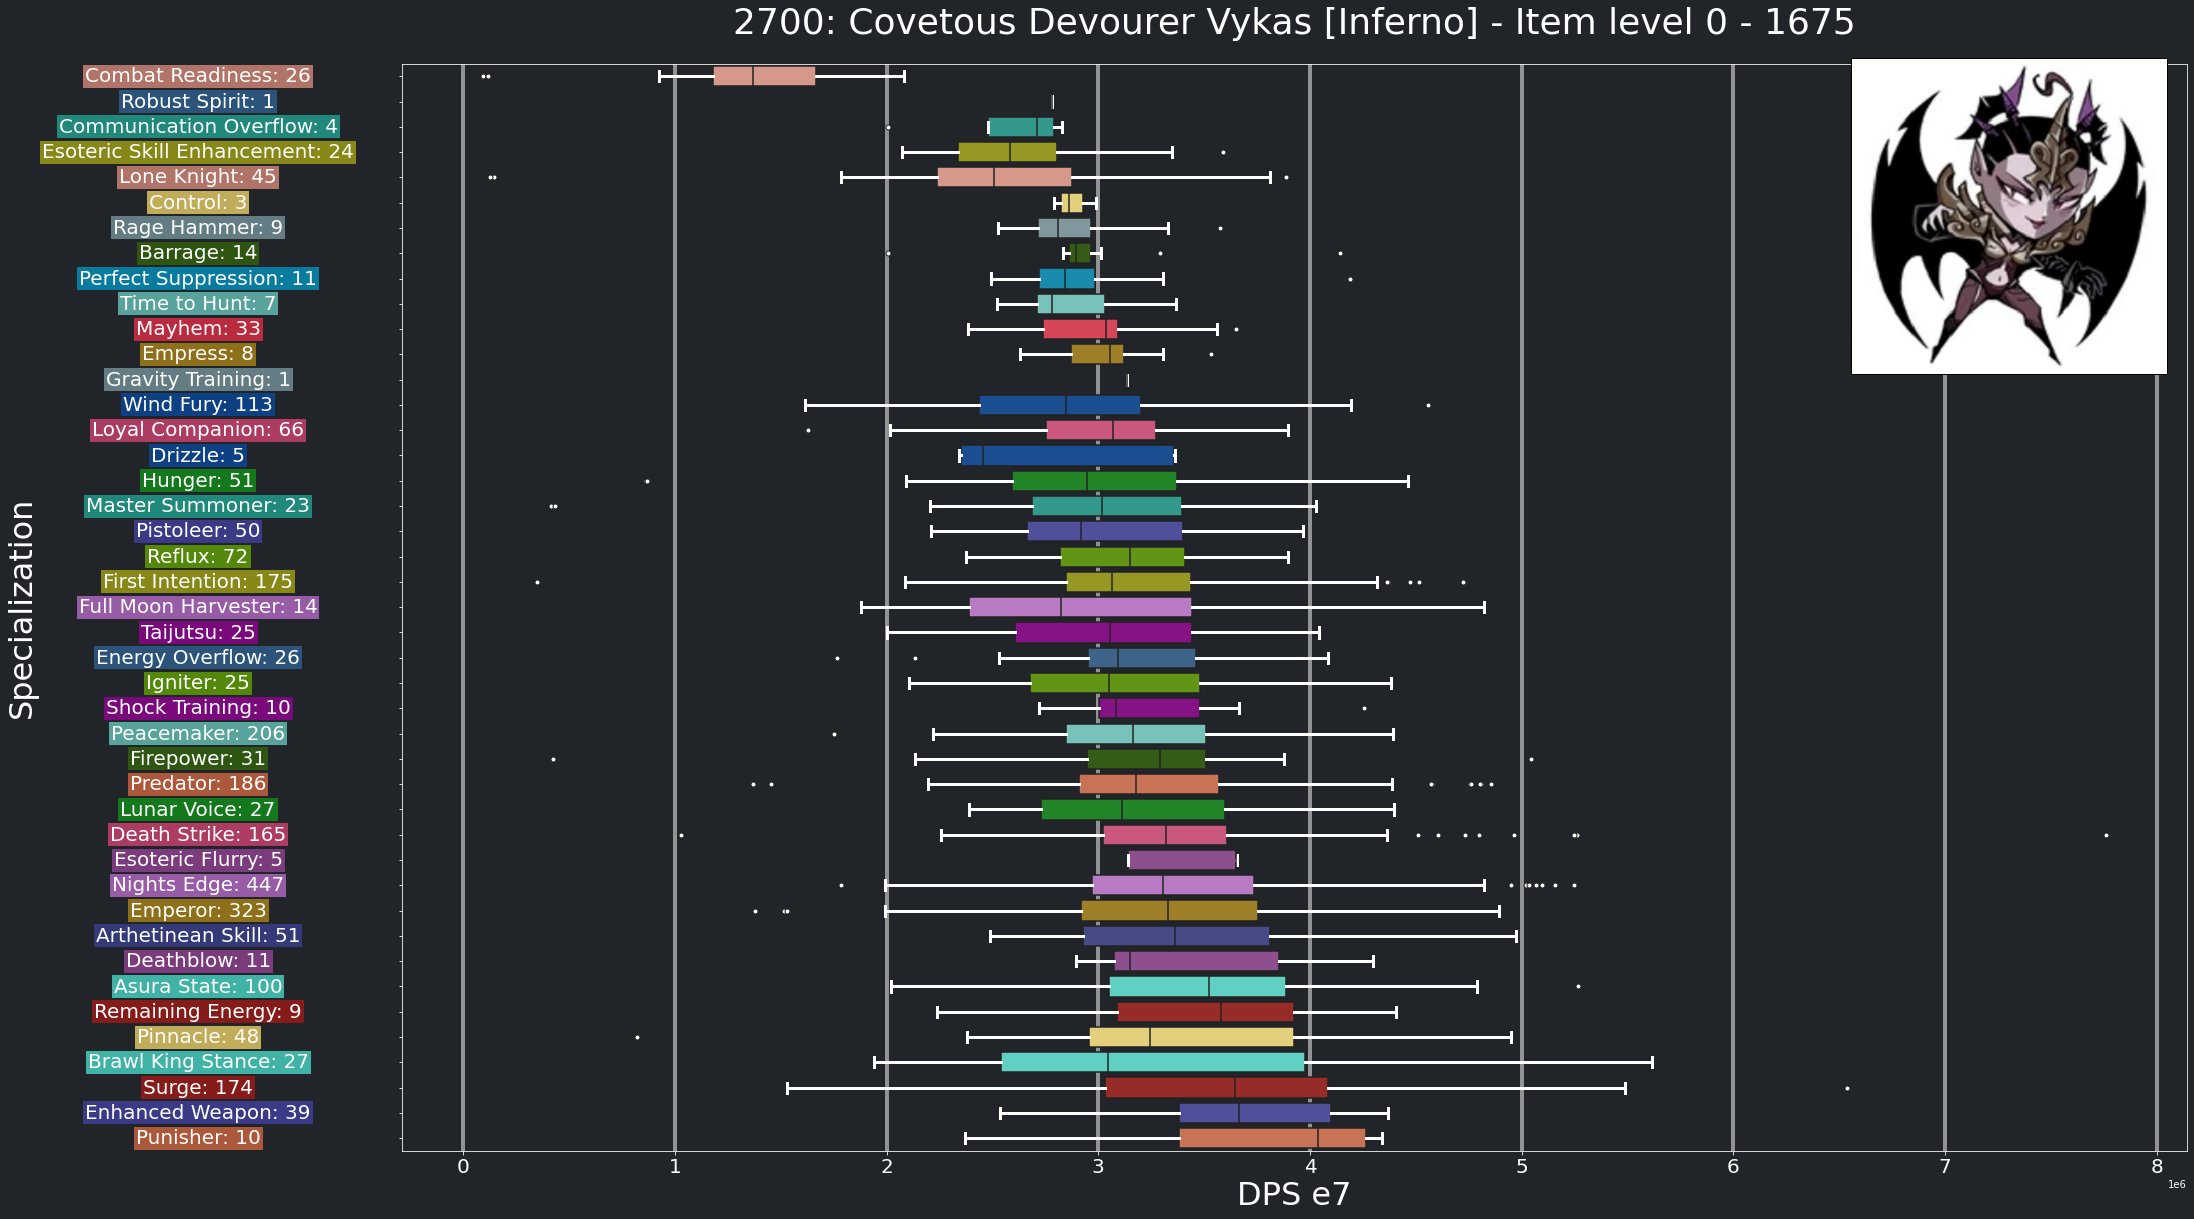 2700: Covetous Devourer Vykas [Inferno] - Item level 0 - 1675
Specialization
Combat Readiness: 26
Robust Spirit: 1
Communication Overflow: 4
Esoteric Skill Enhancement: 24
Lone Knight: 45
Control: 3
Rage Hammer: 9
Barrage: 14
Perfect Suppression: 11
Time to Hunt: 7
Mayhem: 33
Empress: 8
Gravity Training: 1
Wind Fury: 113
Loyal Companion: 66
Drizzle: 5
Hunger: 51
Master Summoner: 23
Pistoleer: 50
Reflux: 72
First Intention: 175
Full Moon Harvester: 14
Taijutsu: 25
Energy Overflow: 26
Igniter: 25
Shock Training: 10
Peacemaker: 206
Firepower: 31
Predator: 186
Lunar Voice: 27
Death Strike: 165
Esoteric Flurry: 5
Nights Edge: 447
Emperor: 323
Arthetinean Skill: 51
Deathblow: 11
Asura State: 100
Remaining Energy: 9
Pinnacle: 48
Brawl King Stance: 27
Surge: 174
Enhanced Weapon: 39
Punisher: 10
0 1 2 3 4 5 6 7 8
1e6
DPS e7